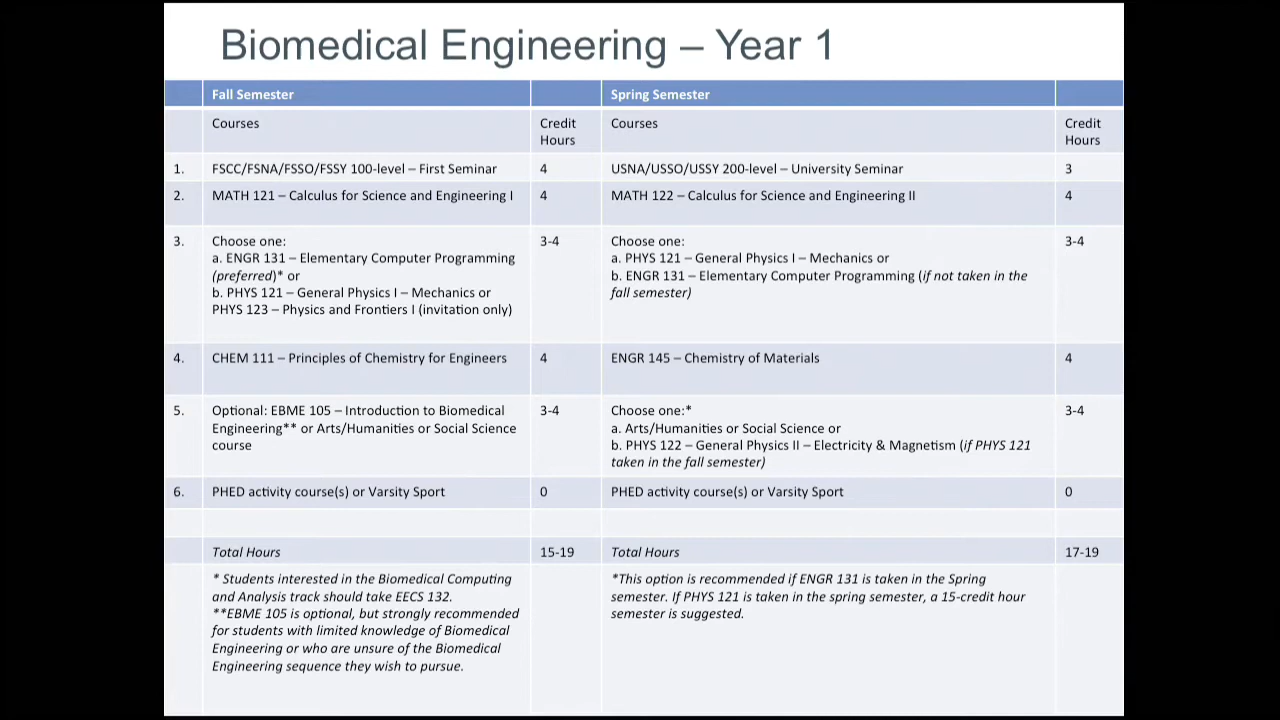 Biomedical Engineering – Year 1
Fall Semester
Spring Semester
Courses
Credit
Hours
Courses
Credit
Hours
1.
FSCC/FSNA/FSSO/FSSY 100-level – First Seminar
4
USNA/USSO/USSY 200-level – University Seminar
3
2.
MATH 121 – Calculus for Science and Engineering I
4
MATH 122 – Calculus for Science and Engineering II
4
3.
Choose one:
a. ENGR 131 – Elementary Computer Programming
(preferred)* or
b. PHYS 121 – General Physics I – Mechanics or
PHYS 123 – Physics and Frontiers I (invitation only)
3-4
Choose one:
a. PHYS 121 – General Physics I – Mechanics or
b. ENGR 131 – Elementary Computer Programming (if not taken in the
fall semester)
3-4
4.
CHEM 111 – Principles of Chemistry for Engineers
4
ENGR 145 – Chemistry of Materials
4
5.
Optional: EBME 105 – Introduction to Biomedical
Engineering** or Arts/Humanities or Social Science
course
3-4
Choose one:*
a. Arts/Humanities or Social Science or
b. PHYS 122 – General Physics II – Electricity & Magnetism (if PHYS 121
taken in the fall semester)
3-4
6.
PHED activity course(s) or Varsity Sport
0
PHED activity course(s) or Varsity Sport
0
Total Hours
15-19
Total Hours
17-19
* Students interested in the Biomedical Computing
and Analysis track should take EECS 132.
**EBME 105 is optional, but strongly recommended
for students with limited knowledge of Biomedical
Engineering or who are unsure of the Biomedical
Engineering sequence they wish to pursue.
*This option is recommended if ENGR 131 is taken in the Spring
semester. If PHYS 121 is taken in the spring semester, a 15-credit hour
semester is suggested.